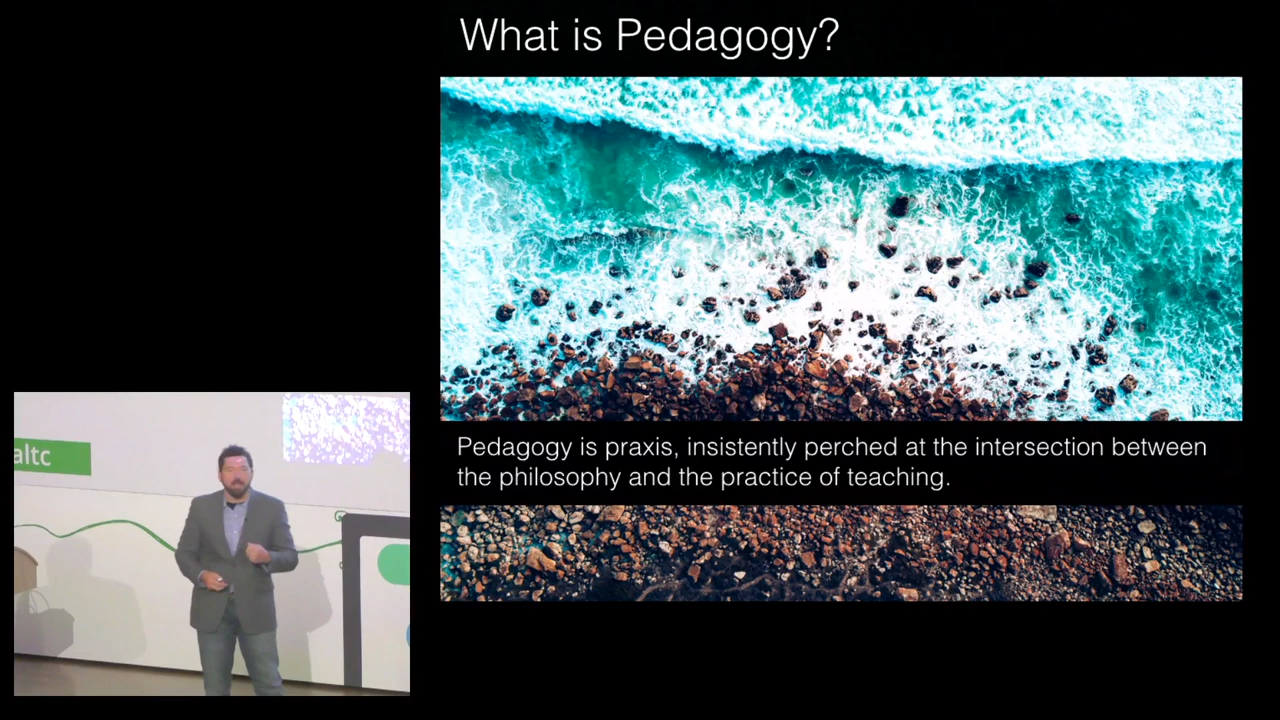 What is Pedagogy?
Pedagogy is praxis, insistently perched at the intersection between
the philosophy and the practice of teaching.
altc